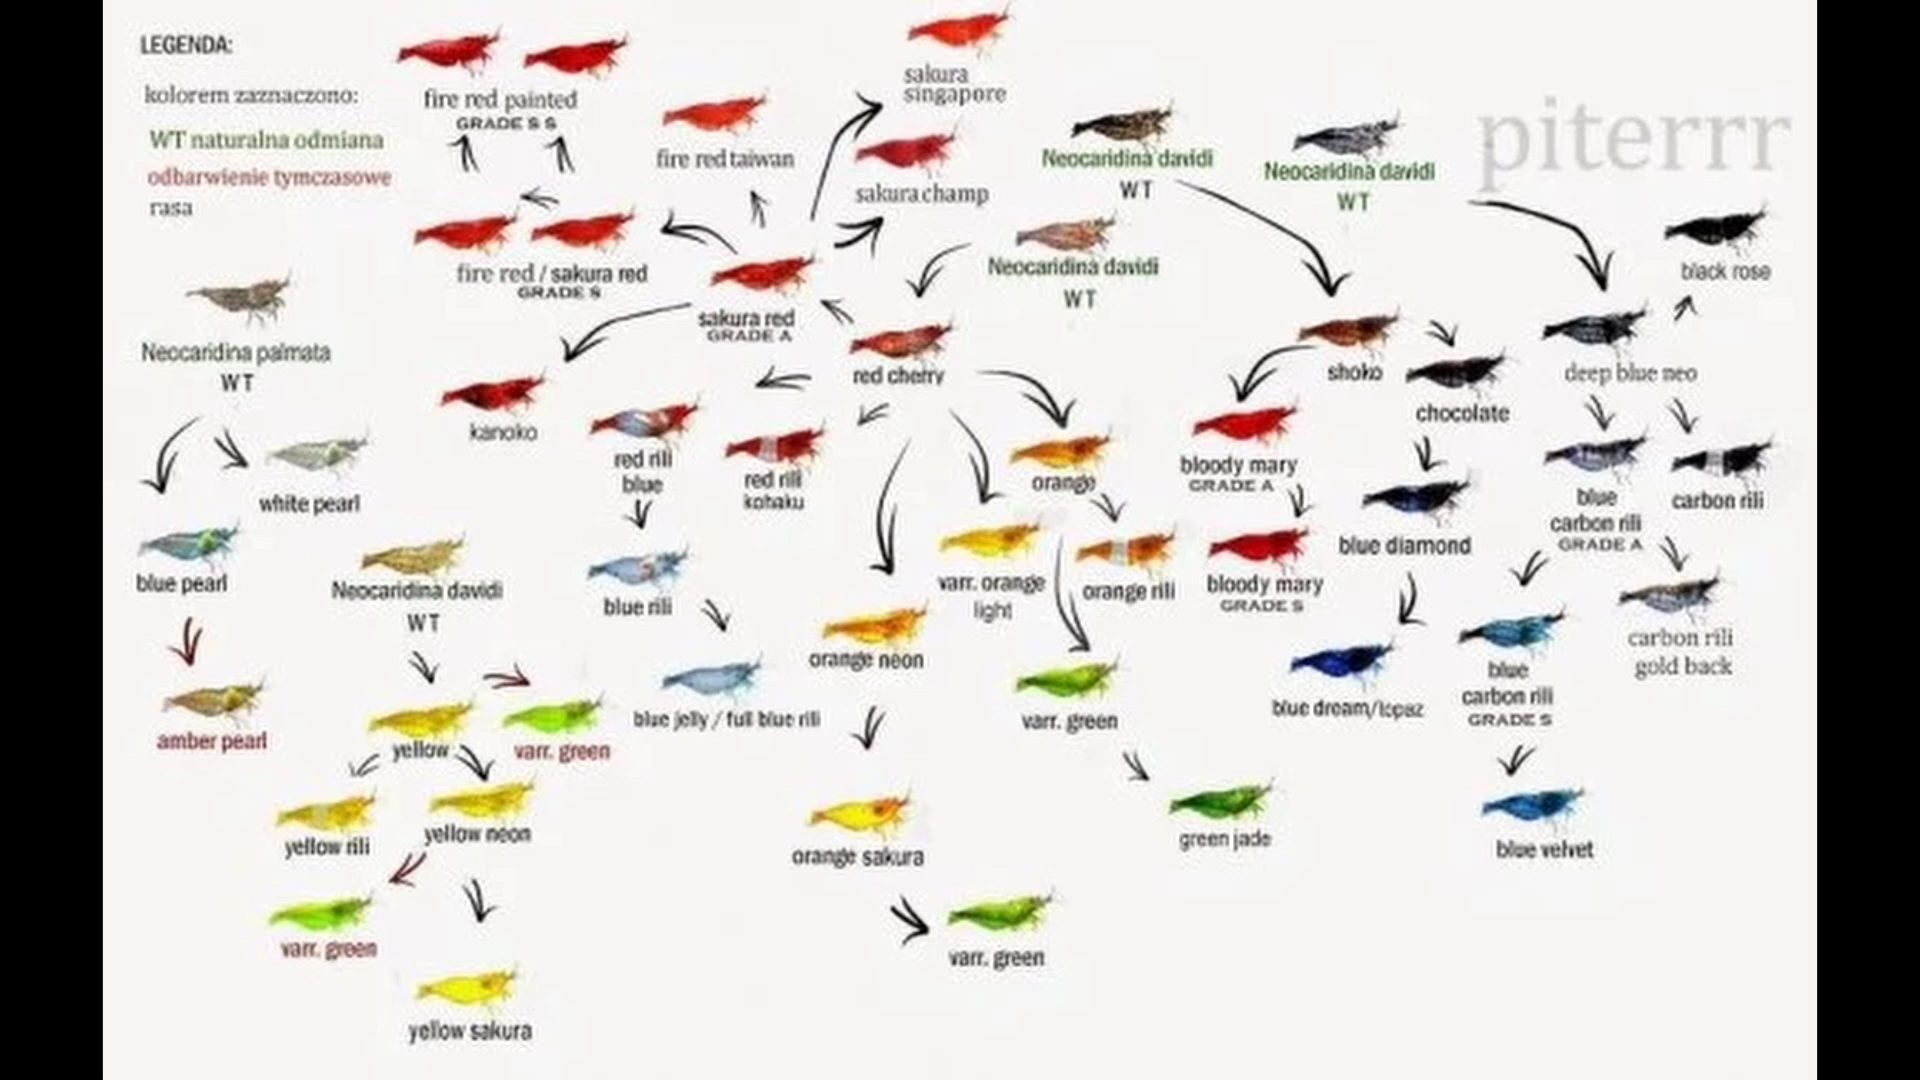 LEGENDA:
kolorem zaznaczono:
WT naturalna odmiana
odbarwienie tymczasowe
rasa
fire red painted
GRADE S S
fire red taiwan
sakura
singapore
sakura champ
Neocaridina davidi
WT
Neocaridina davidi
WT
piterrr
fire red / sakura red
GRADE S
sakura red
GRADE A
Neocaridina davidi
WT
black rose
Neocaridina palmata
WT
kanoko
red cherry
shoko
chocolate
deep blue neo
white pearl
red rili
blue
red rili
kohaku
orange
bloody mary
GRADE A
blue diamond
blue
carbon rili
GRADE A
carbon rili
blue pearl
Neocaridina davidi
WT
blue rili
varr. orange
light
orange rili
bloody mary
GRADE S
orange neon
amber pearl
yellow
varr. green
blue jelly / full blue rili
varr. green
blue dream/topaz
blue
carbon rili
GRADE S
carbon rili
gold back
yellow rili
yellow neon
orange sakura
green jade
blue velvet
varr. green
varr. green
yellow sakura